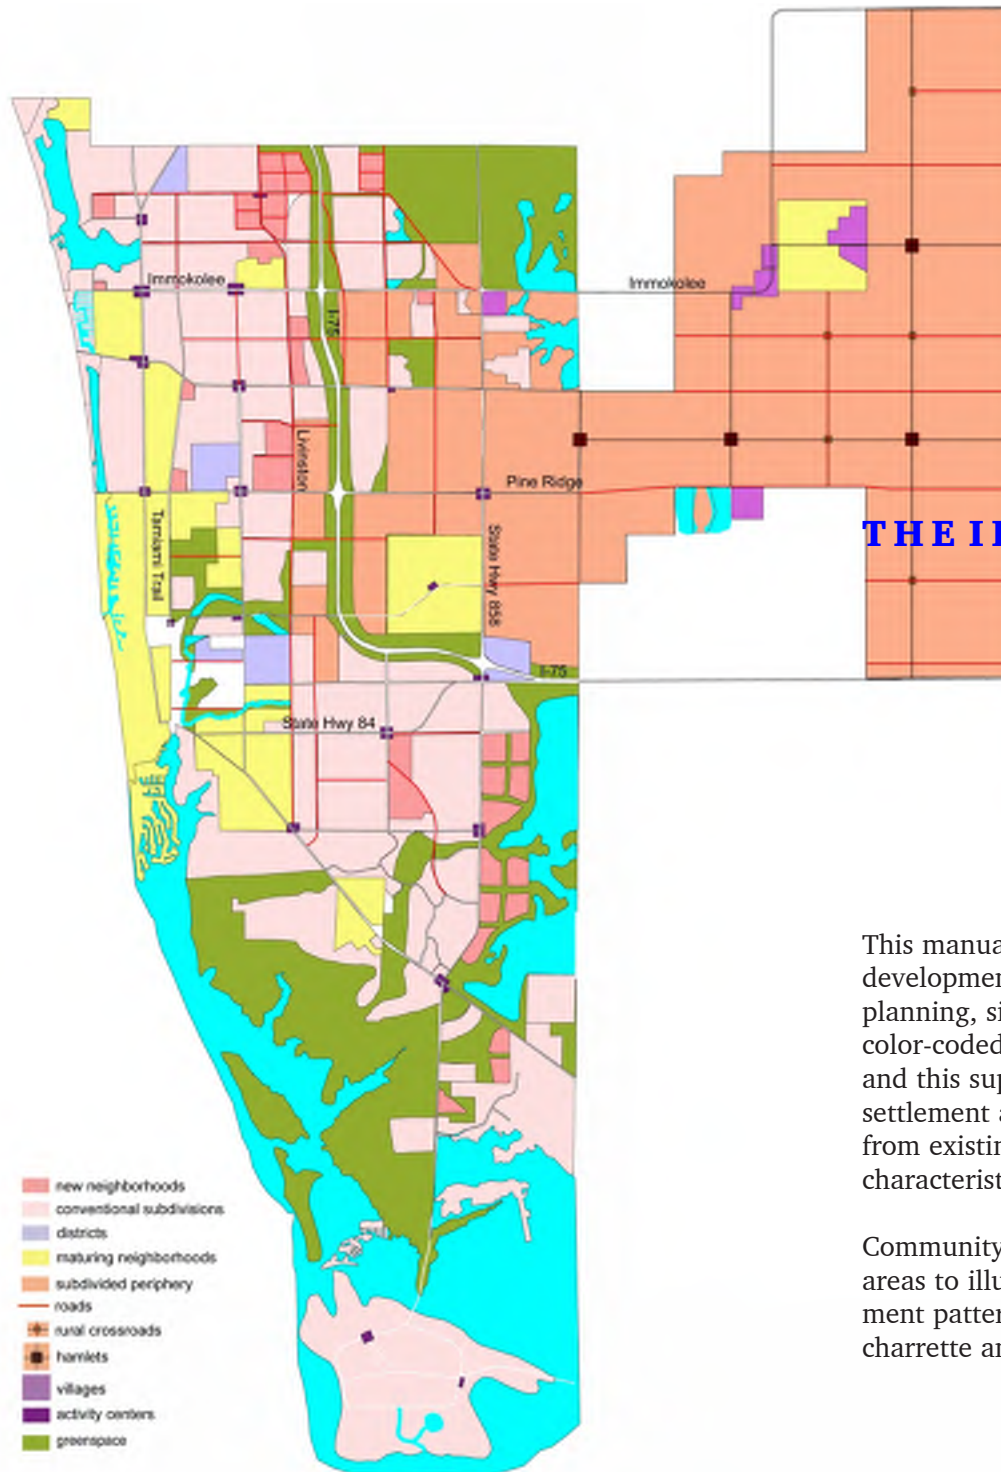 Immokolee
Immokolee
I-75
Livinston
Pine Ridge
Tamiami Trail
State Hwy 858
I-75
State Hwy 84
THE I
This manua
developmen
planning, si
color-coded
and this sup
settlement a
from existin
characterist
Community
areas to illu
ment patter
charrette an
new neighborhoods
conventional subdivisions
districts
maturing neighborhoods
subdivided periphery
roads
rural crossroads
hamlets
villages
activity centers
greenspace